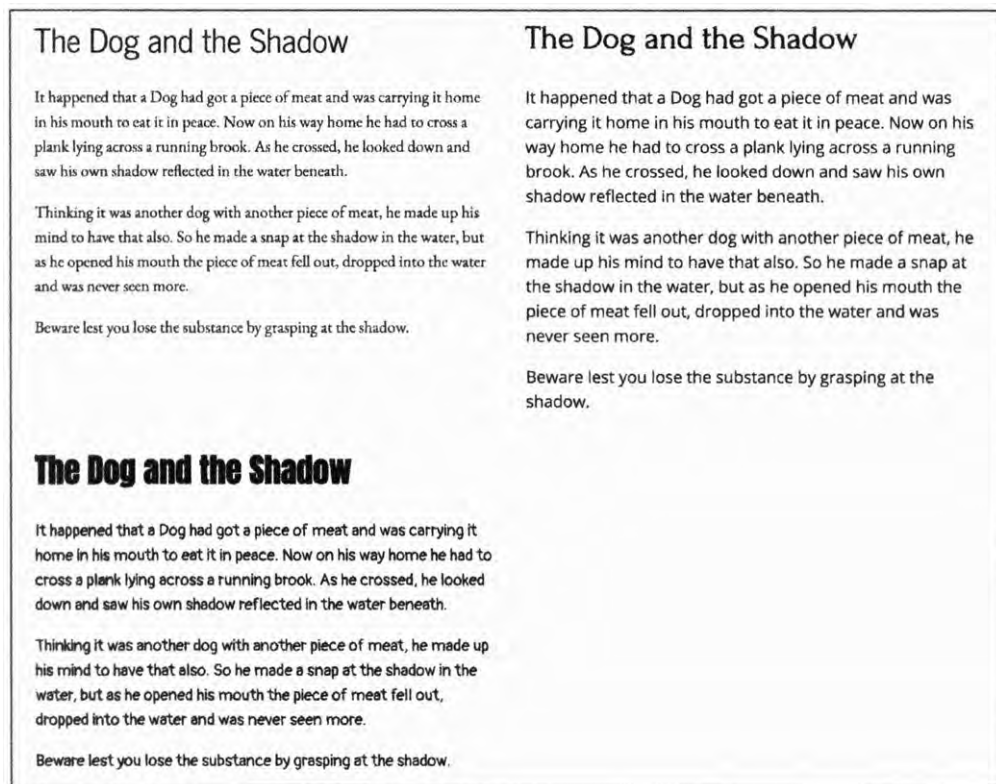 The Dog and the Shadow
It happened that a Dog had got a piece of meat and was carrying it home
in his mouth to eat it in peace. Now on his way home he had to cross a
plank lying across a running brook. As he crossed, he looked down and
saw his own shadow reflected in the water beneath.
Thinking it was another dog with another piece of meat, he made up his
mind to have that also. So he made a snap at the shadow in the water, but
as he opened his mouth the piece of meat fell out, dropped into the water
and was never seen more.
Beware lest you lose the substance by grasping at the shadow.
The Dog and the Shadow
It happened that a Dog had got a piece of meat and was
carrying it home in his mouth to eat it in peace. Now on his
way home he had to cross a plank lying across a running
brook. As he crossed, he looked down and saw his own
shadow reflected in the water beneath.
Thinking it was another dog with another piece of meat, he
made up his mind to have that also. So he made a snap at
the shadow in the water, but as he opened his mouth the
piece of meat fell out, dropped into the water and was
never seen more.
Beware lest you lose the substance by grasping at the
shadow.
The Dog and the Shadow
It happened that a Dog had got a piece of meat and was carrying it
home in his mouth to eat it in peace. Now on his way home he had to
cross a plank lying across a running brook. As he crossed, he looked
down and saw his own shadow reflected in the water beneath.
Thinking it was another dog with another piece of meat, he made up
his mind to have that also. So he made a snap at the shadow in the
water, but as he opened his mouth the piece of meat fell out,
dropped into the water and was never seen more.
Beware lest you lose the substance by grasping at the shadow.